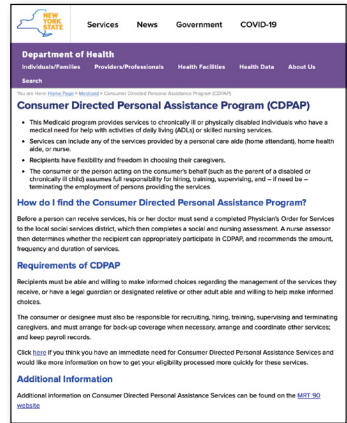 NEW
YORK
STATE
Services News Government COVID-19
Department of Health
Individuals/Families Providers/Professionals Health Facilities Health Data About Us
Search
You are Here: Home Page > Medicaid > Consumer Directed Personal Assistance Program (CDPAP)
Consumer Directed Personal Assistance Program (CDPAP)
• This Medicaid program provides services to chronically ill or physically disabled individuals who have a
medical need for help with activities of daily living (ADLs) or skilled nursing services.
• Services can include any of the services provided by a personal care aide (home attendant), home health
aide, or nurse.
• Recipients have flexibility and freedom in choosing their caregivers.
• The consumer or the person acting on the consumer's behalf (such as the parent of a disabled or
chronically ill child) assumes full responsibility for hiring, training, supervising, and – if need be –
terminating the employment of persons providing the services.
How do I find the Consumer Directed Personal Assistance Program?
Before a person can receive services, his or her doctor must send a completed Physician's Order for Services
to the local social services district, which then completes a social and nursing assessment. A nurse assessor
then determines whether the recipient can appropriately participate in CDPAP, and recommends the amount,
frequency and duration of services.
Requirements of CDPAP
Recipients must be able and willing to make informed choices regarding the management of the services they
receive, or have a legal guardian or designated relative or other adult able and willing to help make informed
choices.
The consumer or designee must also be responsible for recruiting, hiring, training, supervising and terminating
caregivers, and must arrange for back-up coverage when necessary, arrange and coordinate other services;
and keep payroll records.
Click here if you think you have an immediate need for Consumer Directed Personal Assistance Services and
would like more information on how to get your eligibility processed more quickly for these services.
Additional Information
Additional information on Consumer Directed Personal Assistance Services can be found on the MRT 90
website